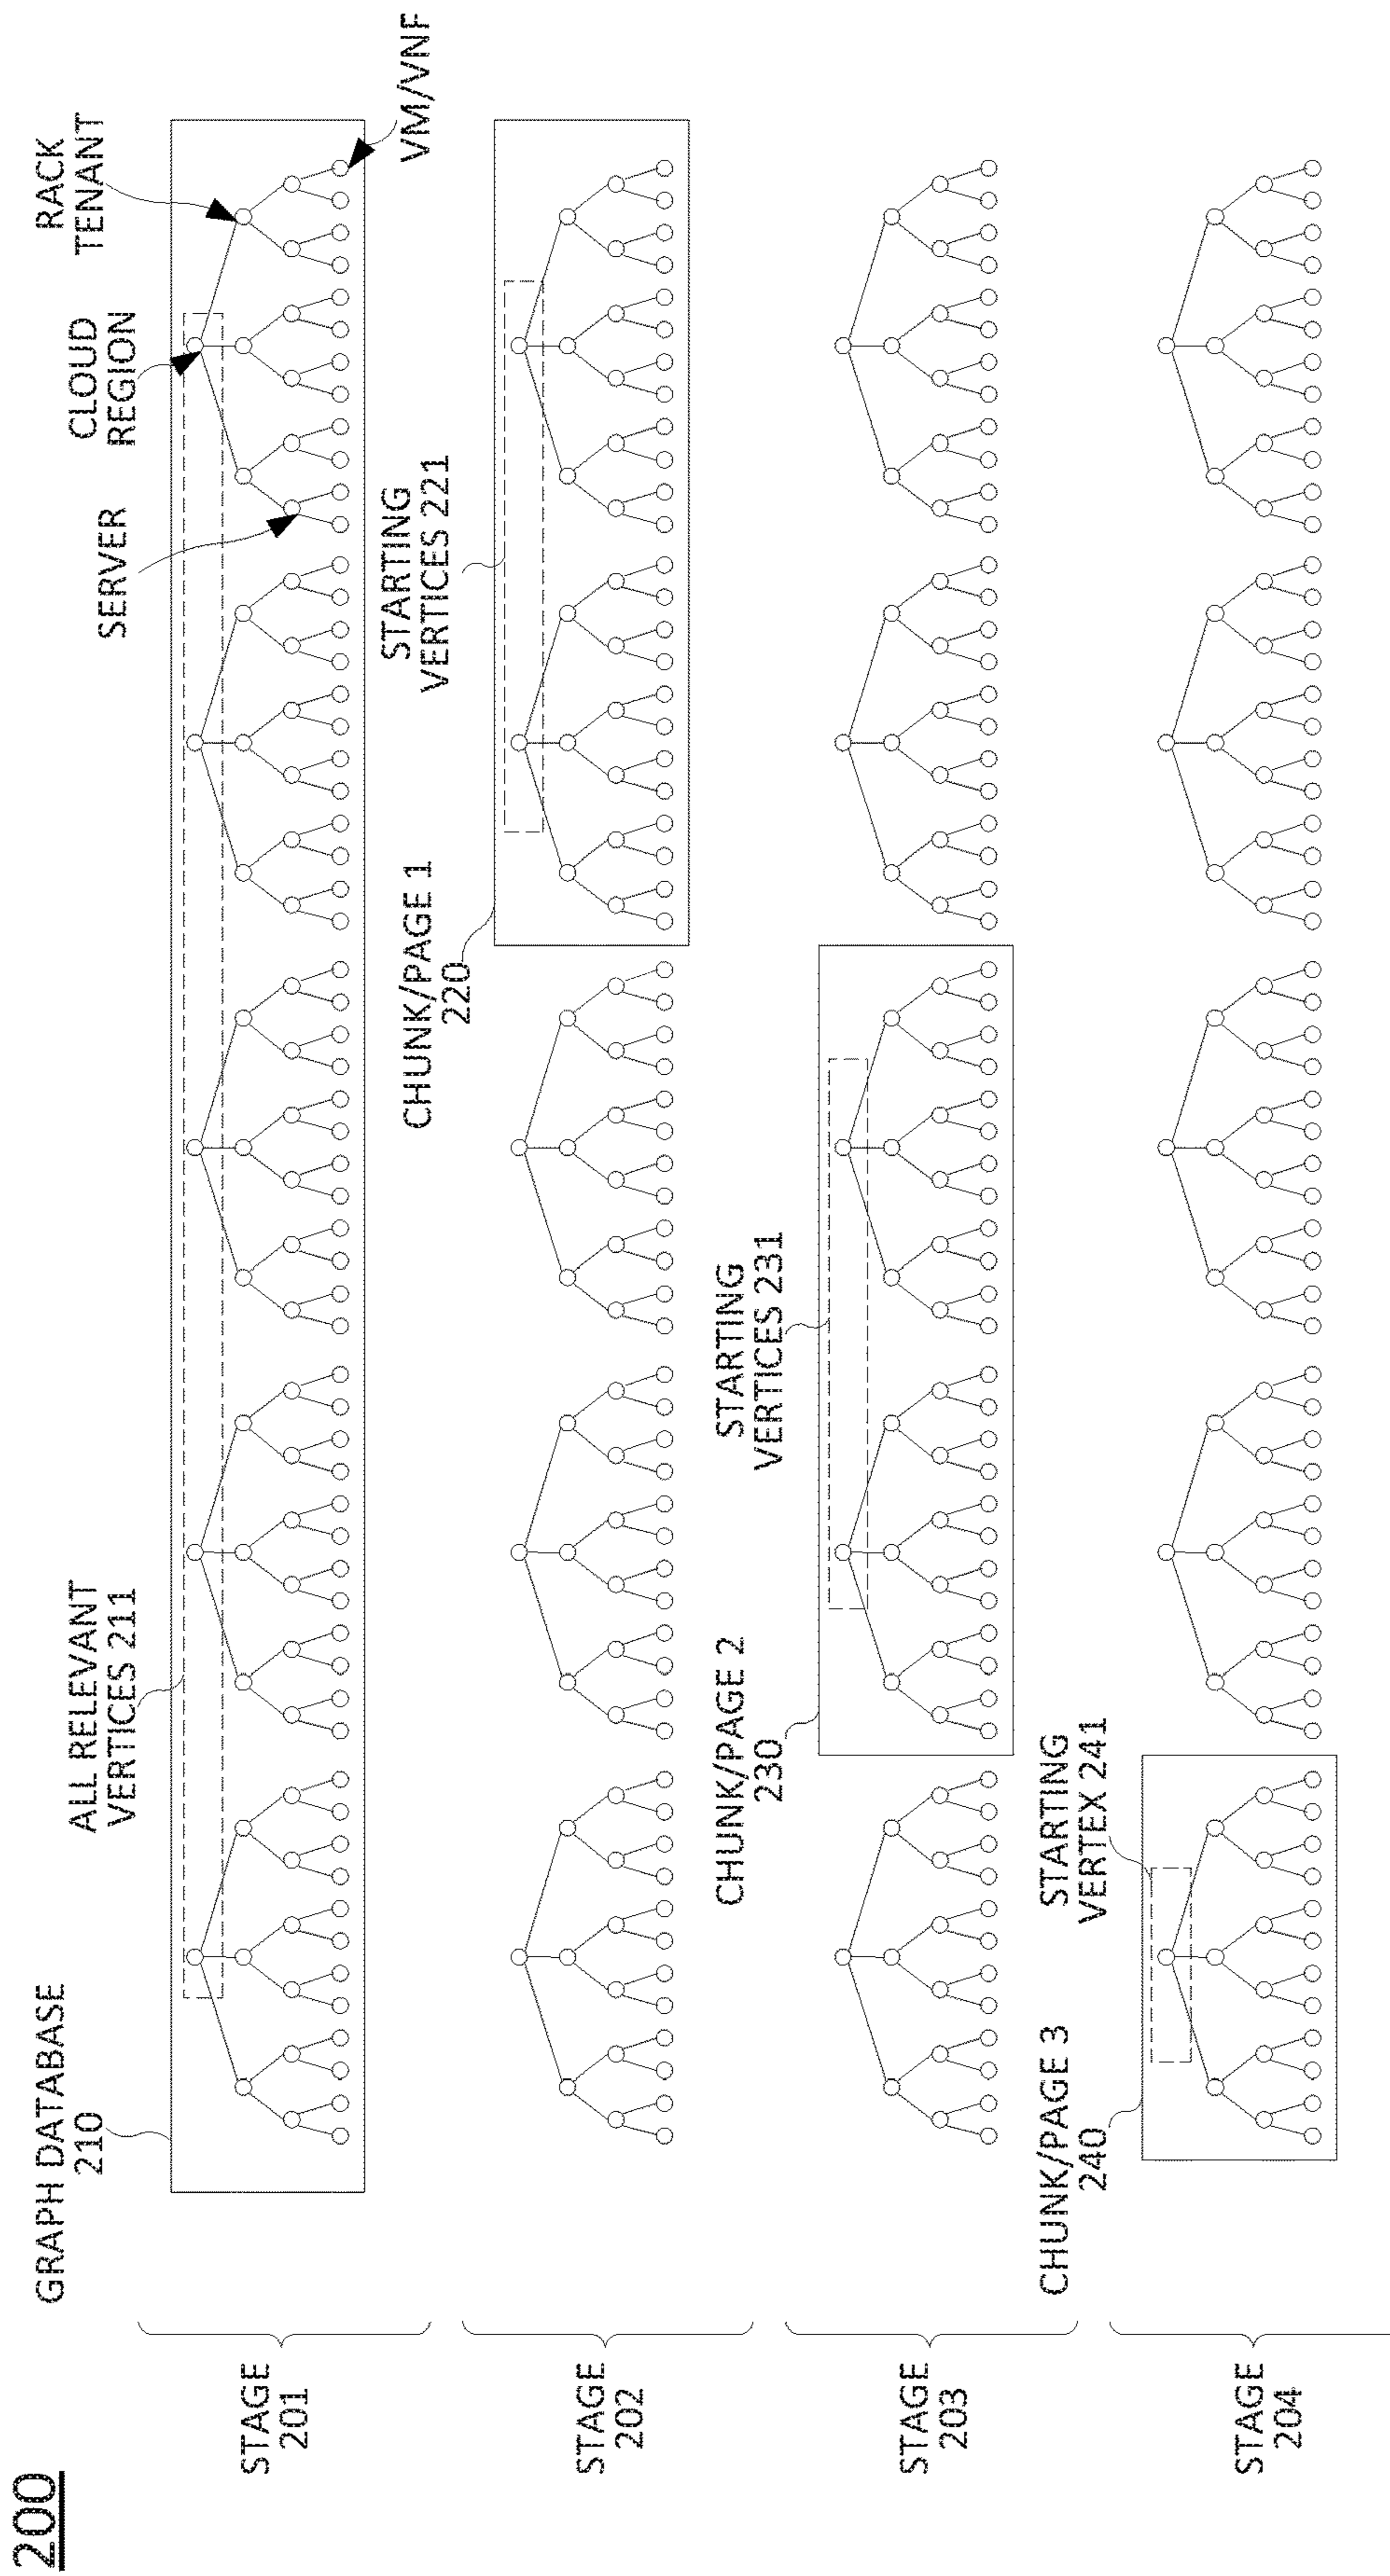 200
STAGE
201
GRAPH DATABASE
210
ALL RELEVANT
VERTICES 211
SERVER
CLOUD
REGION
RACK
TENANT
VM/VNF
STAGE
202
CHUNK/PAGE 1
220
STARTING
VERTICES 221
STAGE
203
CHUNK/PAGE 2
230
STARTING
VERTICES 231
STAGE
204
CHUNK/PAGE 3
240
STARTING
VERTEX 241